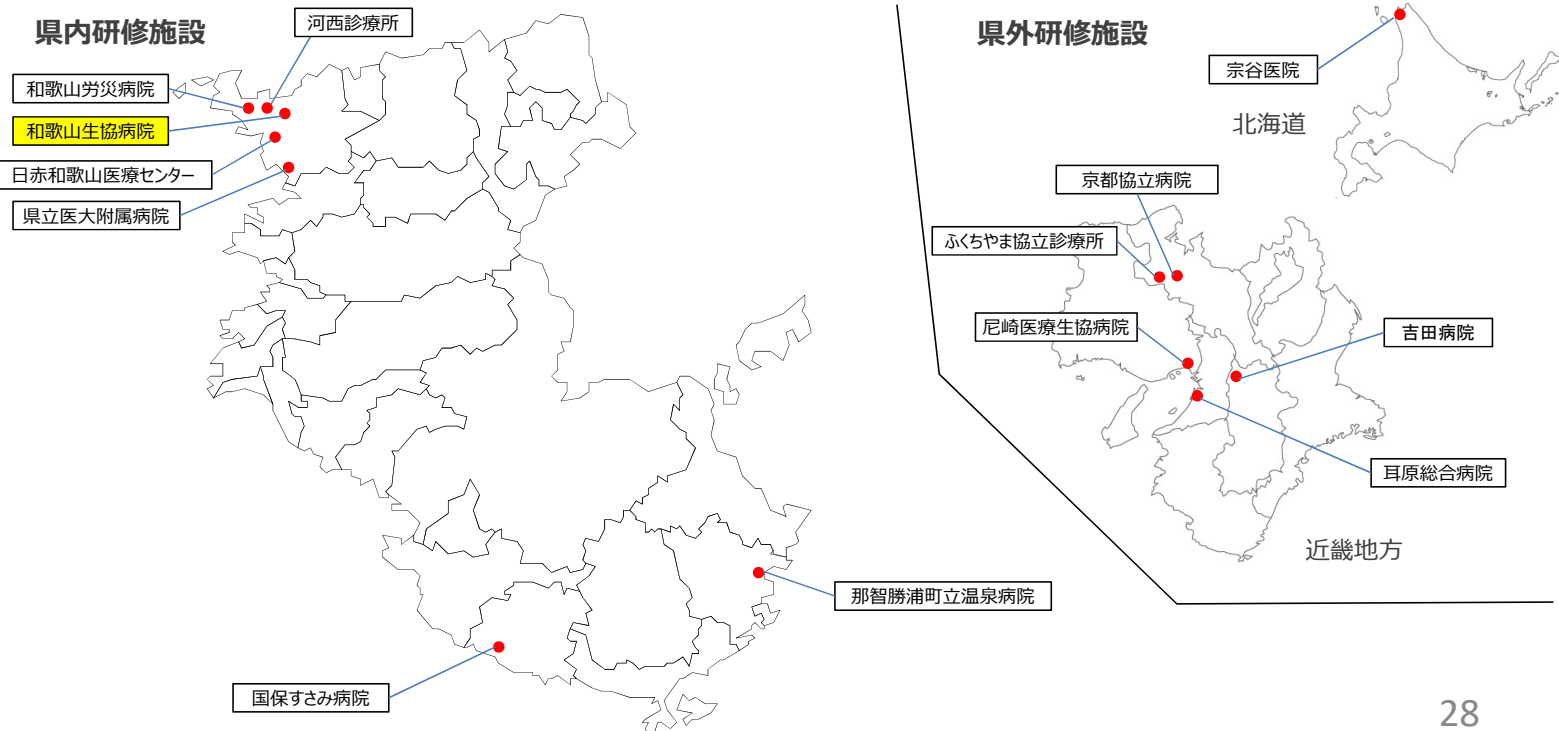 県内研修施設
河西診療所
和歌山労災病院
和歌山生協病院
日赤和歌山医療センター
県立医大附属病院
那智勝浦町立温泉病院
国保すさみ病院
県外研修施設
宗谷医院
北海道
京都協立病院
ふくちやま協立診療所
尼崎医療生協病院
吉田病院
耳原総合病院
近畿地方
28